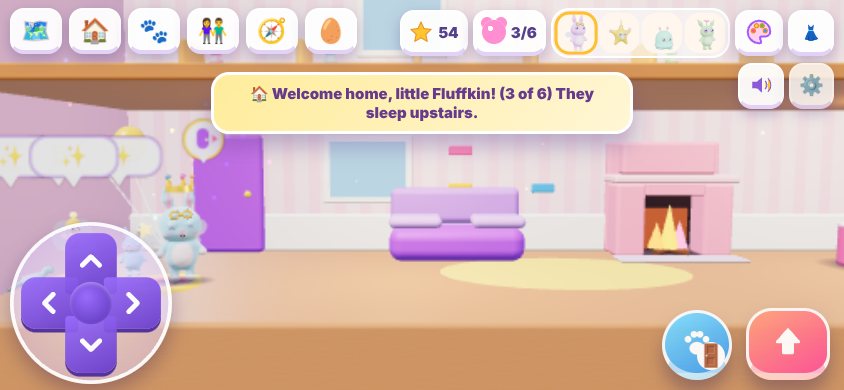 54
3/6
🏠 Welcome home, little Fluffkin! (3 of 6) They
sleep upstairs.